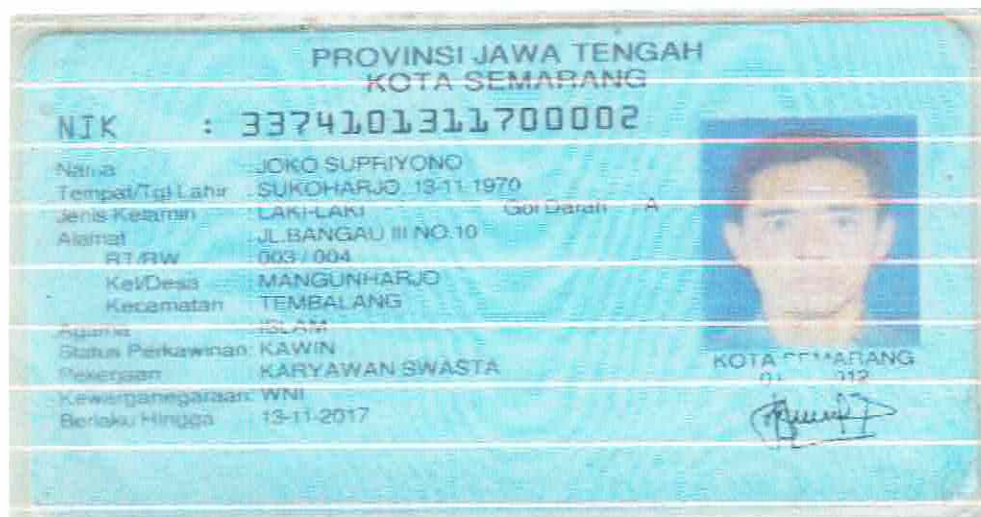 PROVINSI JAWA TENGAH
KOTA SEMARANG
NIK : 3374101311700002
Nama : JOKO SUPRIYONO
Tempat/Tgl Lahir : SUKOHARJO, 13-11-1970
Jenis Kelamin : LAKI-LAKI Gol Darah : A
Alamat : JL.BANGAU III NO.10
RT/RW : 003 / 004
Kel/Desa : MANGUNHARJO
Kecamatan : TEMBALANG
Agama : ISLAM
Status Perkawinan: KAWIN
Pekerjaan : KARYAWAN SWASTA
Kewarganegaraan: WNI
Berlaku Hingga : 13-11-2017
KOTA SEMARANG